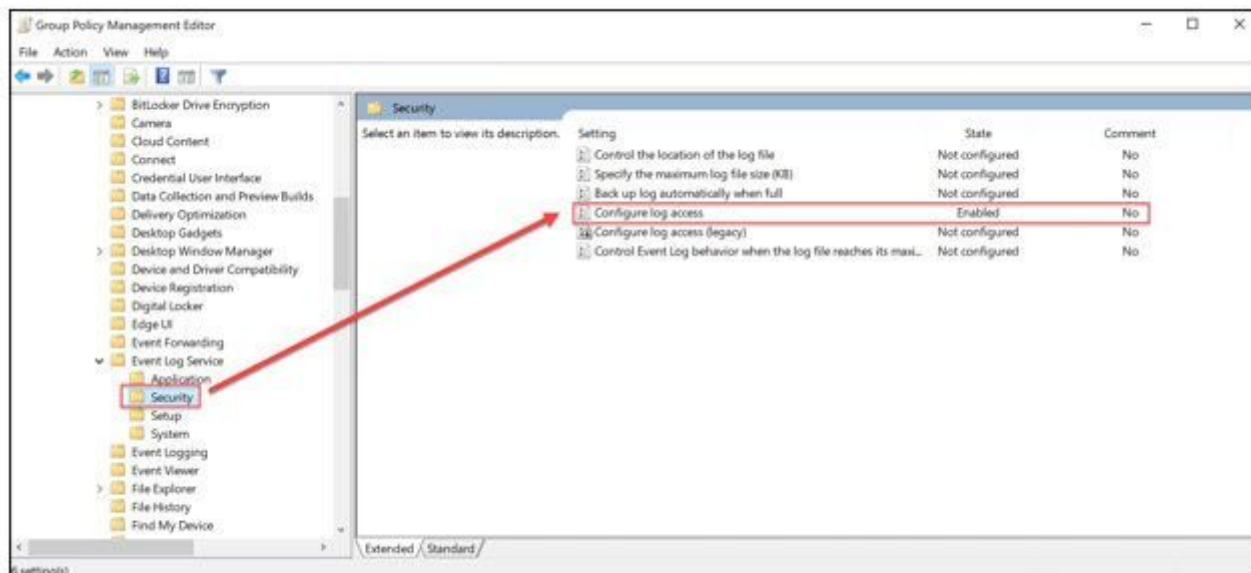 Group Policy Management Editor
File Action View Help
BitLocker Drive Encryption
Camera
Cloud Content
Connect
Credential User Interface
Data Collection and Preview Builds
Delivery Optimization
Desktop Gadgets
Desktop Window Manager
Device and Driver Compatibility
Device Registration
Digital Locker
Edge UI
Event Forwarding
Event Log Service
Application
Security
Setup
System
Event Logging
Event Viewer
File Explorer
File History
Find My Device
Security
Select an item to view its description.
Setting State Comment
Control the location of the log file Not configured No
Specify the maximum log file size (KB) Not configured No
Back up log automatically when full Not configured No
Configure log access Enabled No
Configure log access (legacy) Not configured No
Control Event Log behavior when the log file reaches its maxi... Not configured No
Extended Standard
6 setting(s)